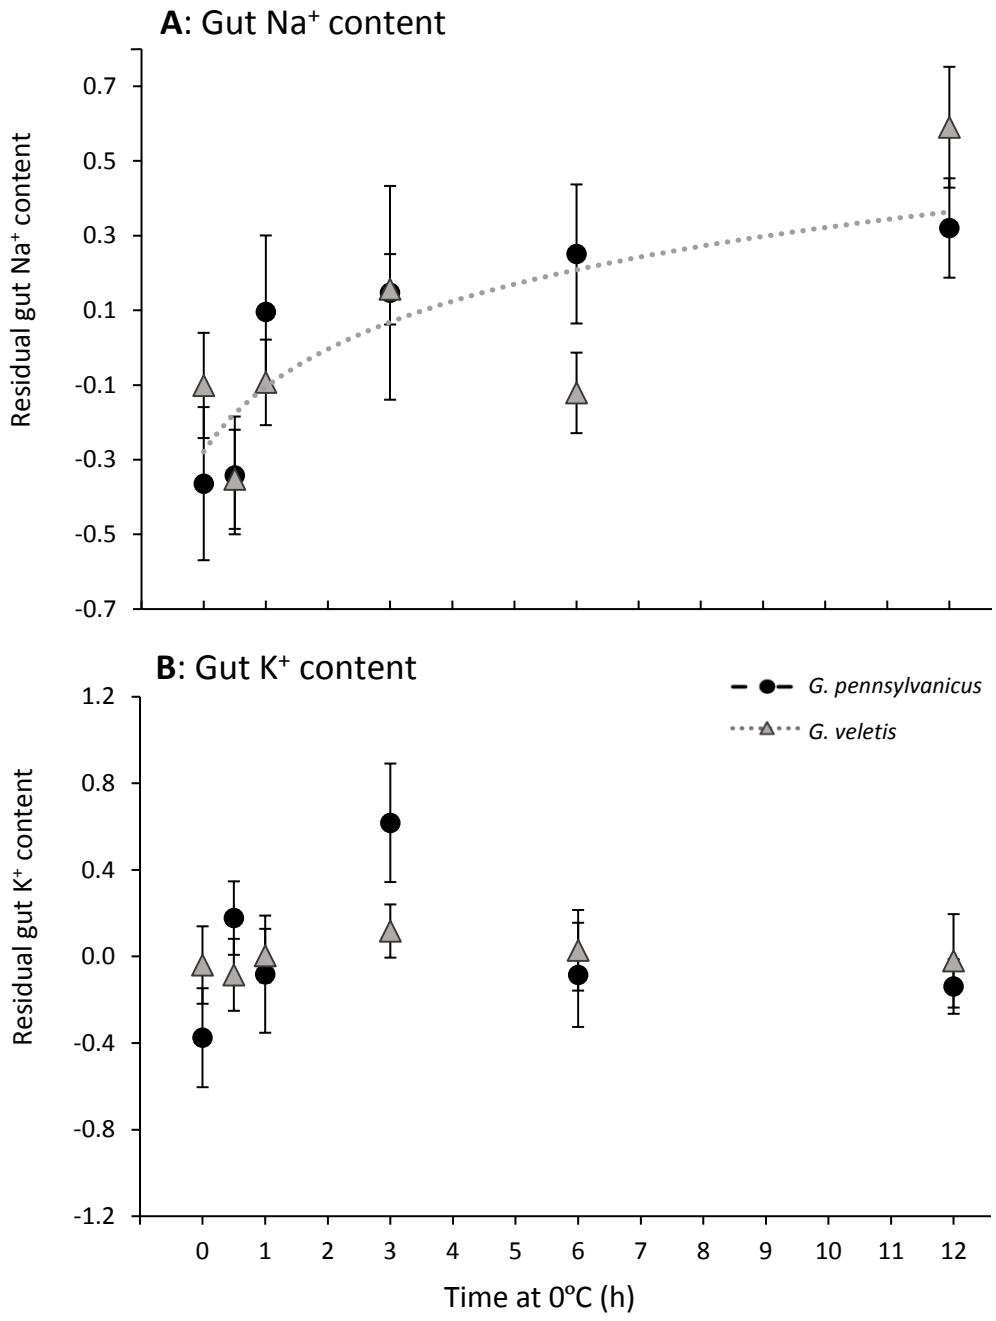 A: Gut Na⁺ content
Residual gut Na⁺ content
0.7
0.5
0.3
0.1
-0.1
-0.3
-0.5
-0.7
B: Gut K⁺ content
G. pennsylvanicus
G. veletis
Residual gut K⁺ content
1.2
0.8
0.4
0.0
-0.4
-0.8
-1.2
0 1 2 3 4 5 6 7 8 9 10 11 12
Time at 0ºC (h)